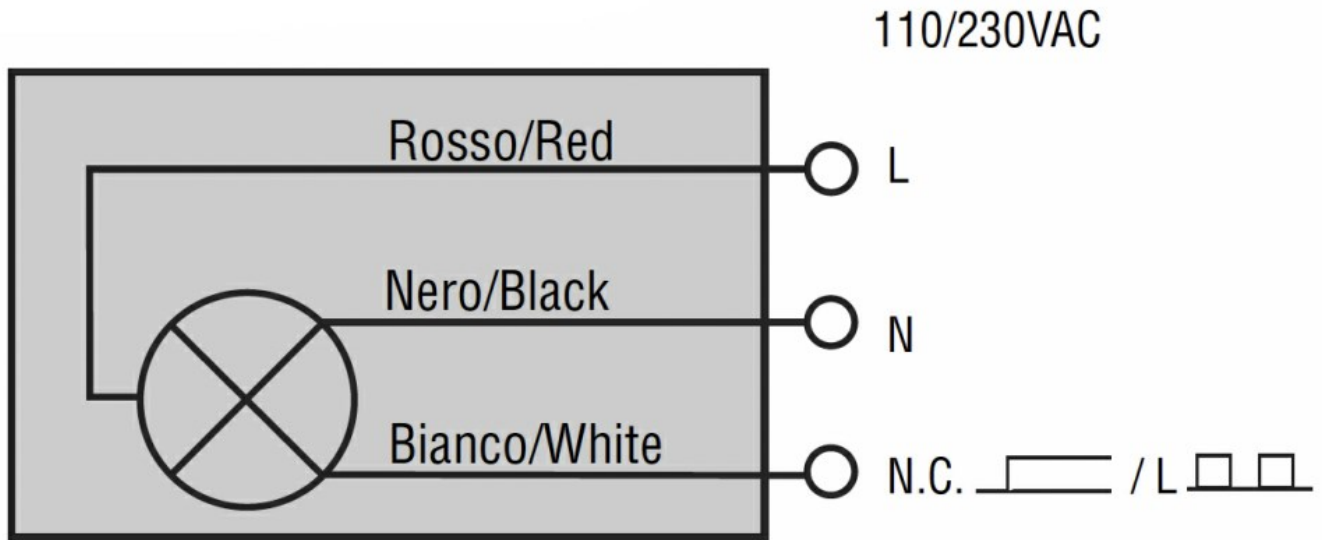 110/230VAC
Rosso/Red
L
Nero/Black
N
Bianco/White
N.C. / L